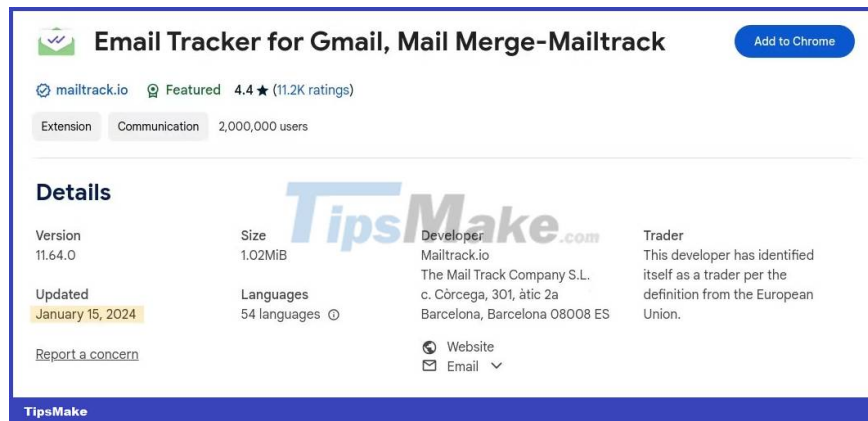 Email Tracker for Gmail, Mail Merge-Mailtrack
Add to Chrome
mailtrack.io
Featured
4.4 ★ (11.2K ratings)
Extension
Communication
2,000,000 users
Details
TipsMake.com
Version
11.64.0
Updated
January 15, 2024
Report a concern
Size
1.02MiB
Languages
54 languages
Developer
Mailtrack.io
The Mail Track Company S.L.
c. Còrcega, 301, àtic 2a
Barcelona, Barcelona 08008 ES
Website
Email
Trader
This developer has identified
itself as a trader per the
definition from the European
Union.
TipsMake